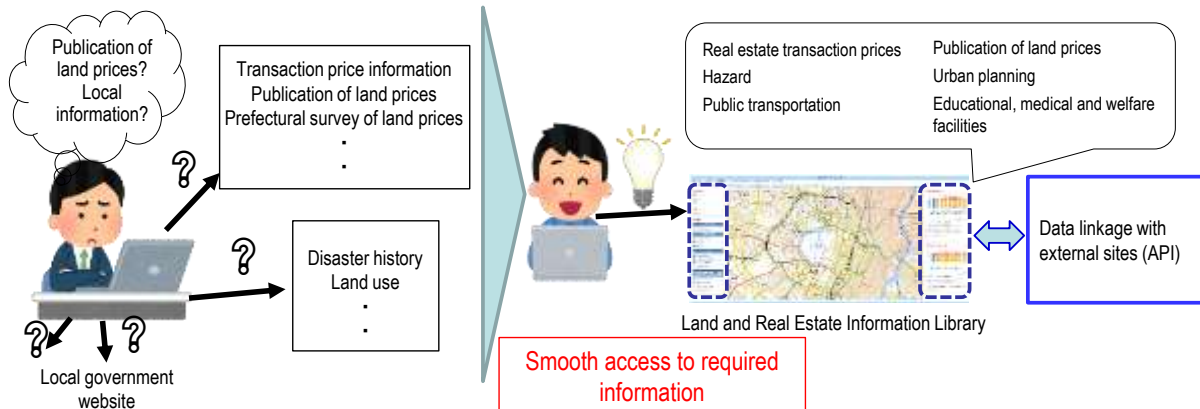 Publication of
land prices?
Local
information?
?
?
?
?
Local government
website
Transaction price information
Publication of land prices
Prefectural survey of land prices
.
.
Disaster history
Land use
.
.
Smooth access to required
information
Real estate transaction prices
Hazard
Public transportation
Publication of land prices
Urban planning
Educational, medical and welfare
facilities
Land and Real Estate Information Library
Data linkage with
external sites (API)